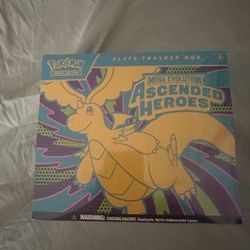 POKÉMON
ELITE TRAINER BOX
MEGA EVOLUTION
ASCENDED
HEROES
WARNING: CHOKING HAZARD